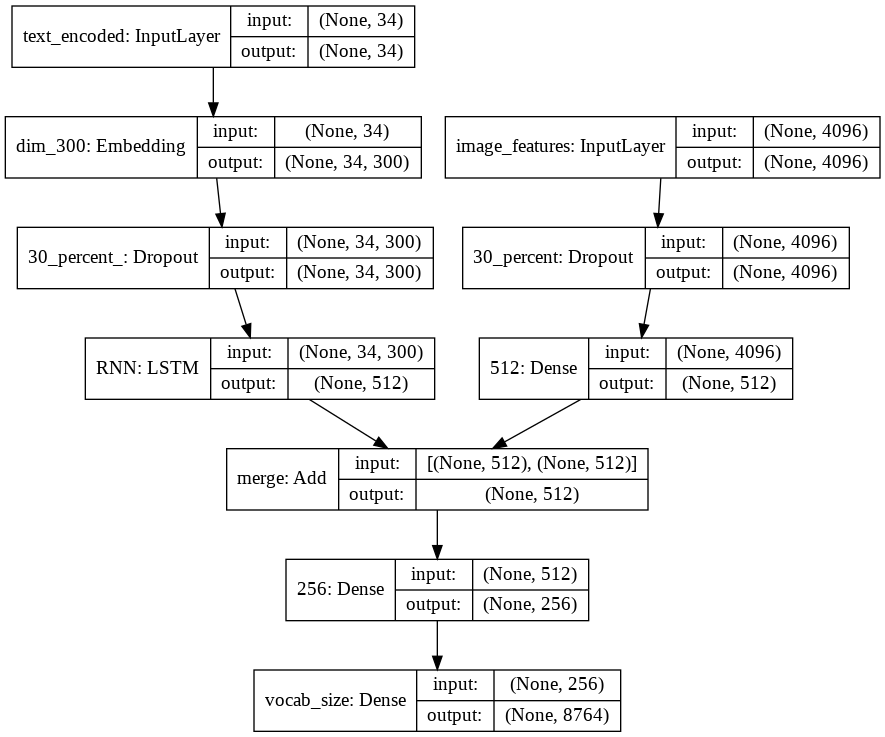 text_encoded: InputLayer
input:
(None, 34)
output:
(None, 34)
dim_300: Embedding
input:
(None, 34)
output:
(None, 34, 300)
image_features: InputLayer
input:
(None, 4096)
output:
(None, 4096)
30_percent_: Dropout
input:
(None, 34, 300)
output:
(None, 34, 300)
30_percent: Dropout
input:
(None, 4096)
output:
(None, 4096)
RNN: LSTM
input:
(None, 34, 300)
output:
(None, 512)
512: Dense
input:
(None, 4096)
output:
(None, 512)
merge: Add
input:
[(None, 512), (None, 512)]
output:
(None, 512)
256: Dense
input:
(None, 512)
output:
(None, 256)
vocab_size: Dense
input:
(None, 256)
output:
(None, 8764)